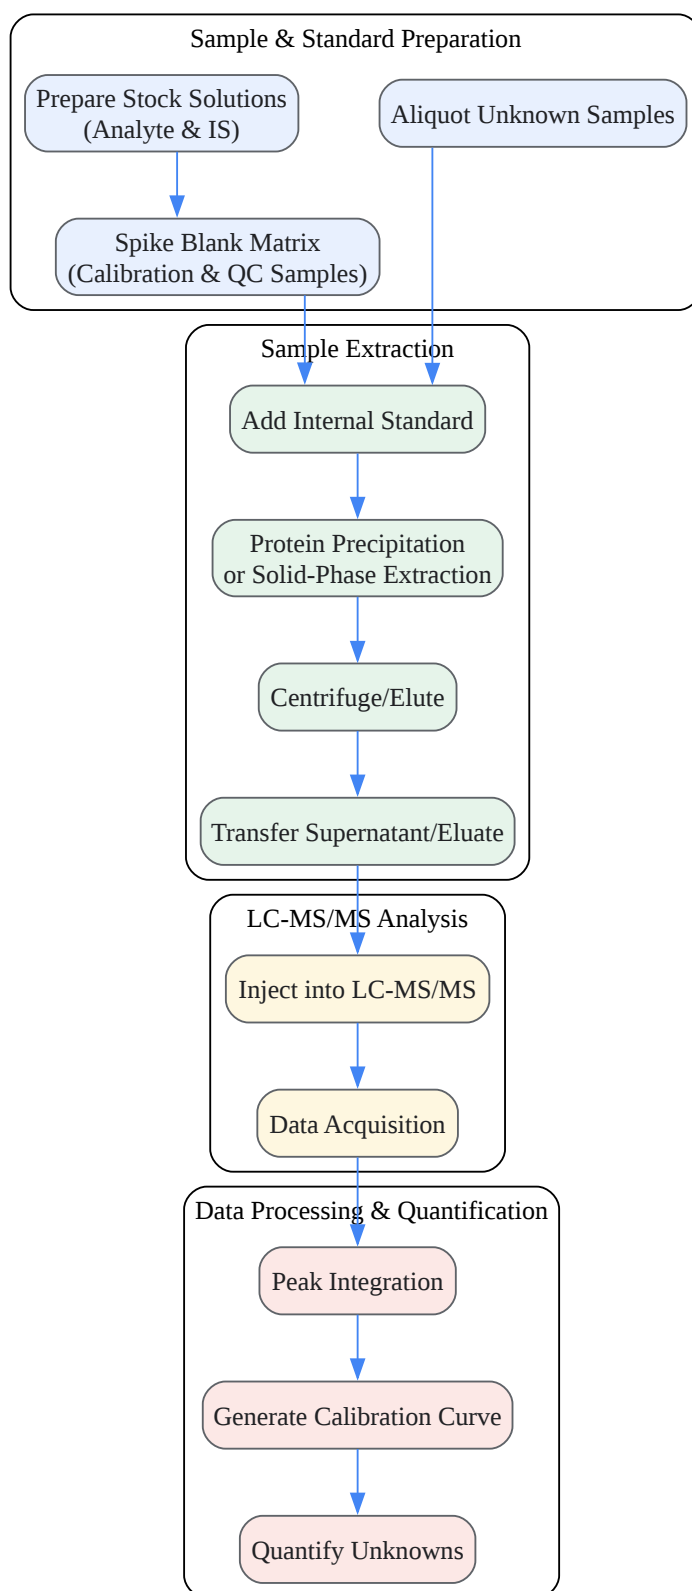 Sample & Standard Preparation
Prepare Stock Solutions
(Analyte & IS)
Aliquot Unknown Samples
Spike Blank Matrix
(Calibration & QC Samples)
Sample Extraction
Add Internal Standard
Protein Precipitation
or Solid-Phase Extraction
Centrifuge/Elute
Transfer Supernatant/Eluate
LC-MS/MS Analysis
Inject into LC-MS/MS
Data Acquisition
Data Processing & Quantification
Peak Integration
Generate Calibration Curve
Quantify Unknowns